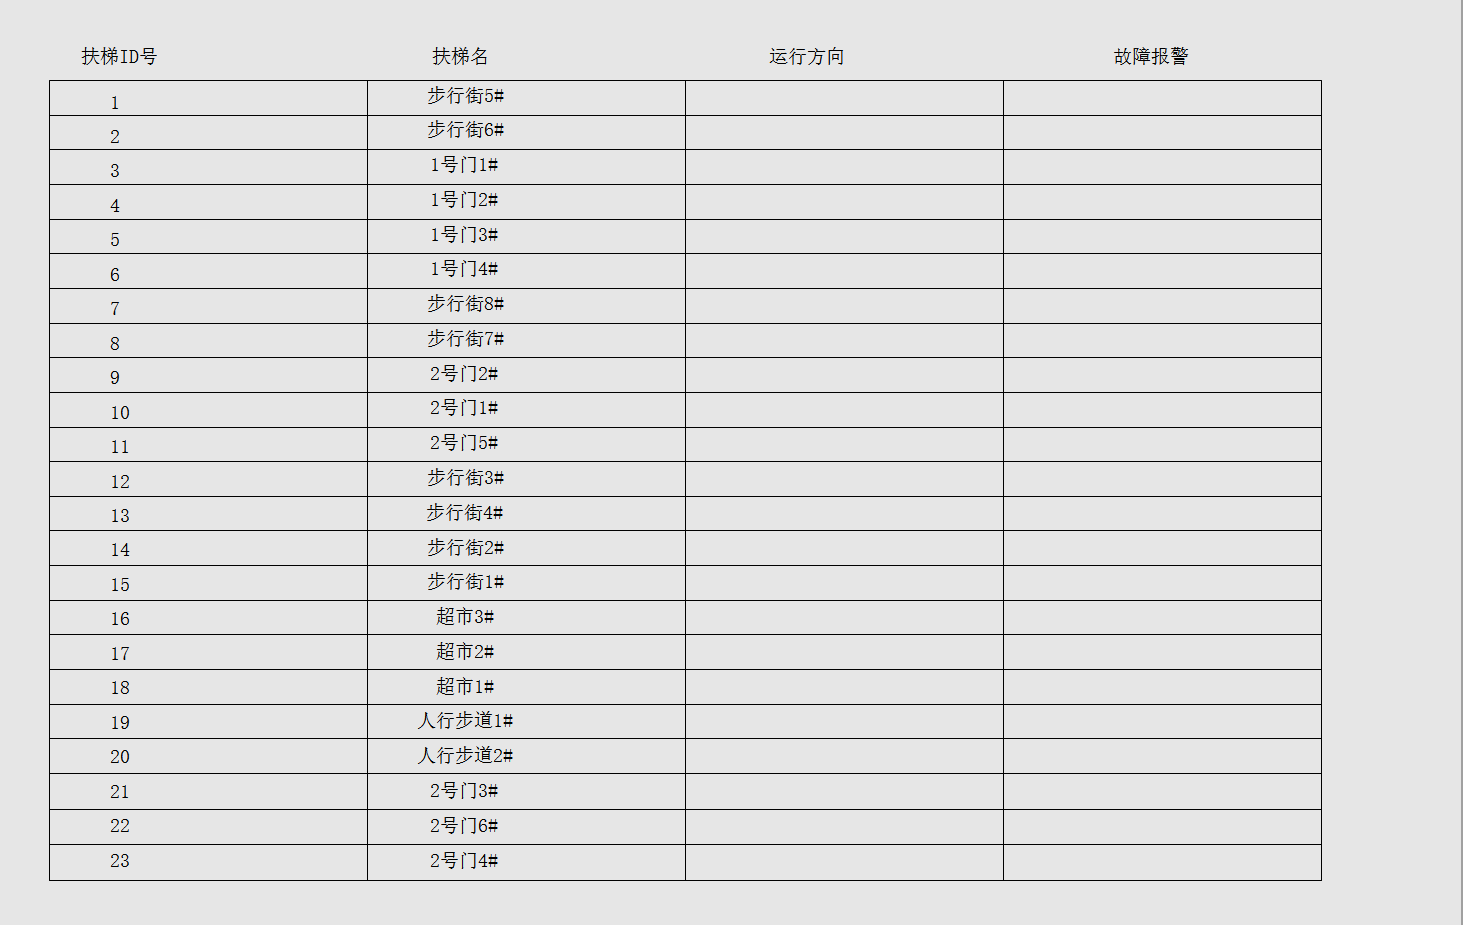 扶梯ID号 扶梯名 运行方向 故障报警
1 步行街5#
2 步行街6#
3 1号门1#
4 1号门2#
5 1号门3#
6 1号门4#
7 步行街8#
8 步行街7#
9 2号门2#
10 2号门1#
11 2号门5#
12 步行街3#
13 步行街4#
14 步行街2#
15 步行街1#
16 超市3#
17 超市2#
18 超市1#
19 人行步道1#
20 人行步道2#
21 2号门3#
22 2号门6#
23 2号门4#